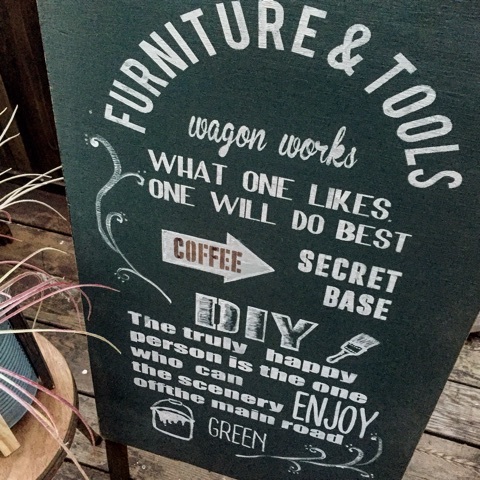 FURNITURE & TOOLS
wagon works
WHAT ONE LIKES.
ONE WILL DO BEST
COFFEE
SECRET
BASE
DIY
The truly happy
person is the one
who can
the scenery ENJOY
offthe main road
GREEN